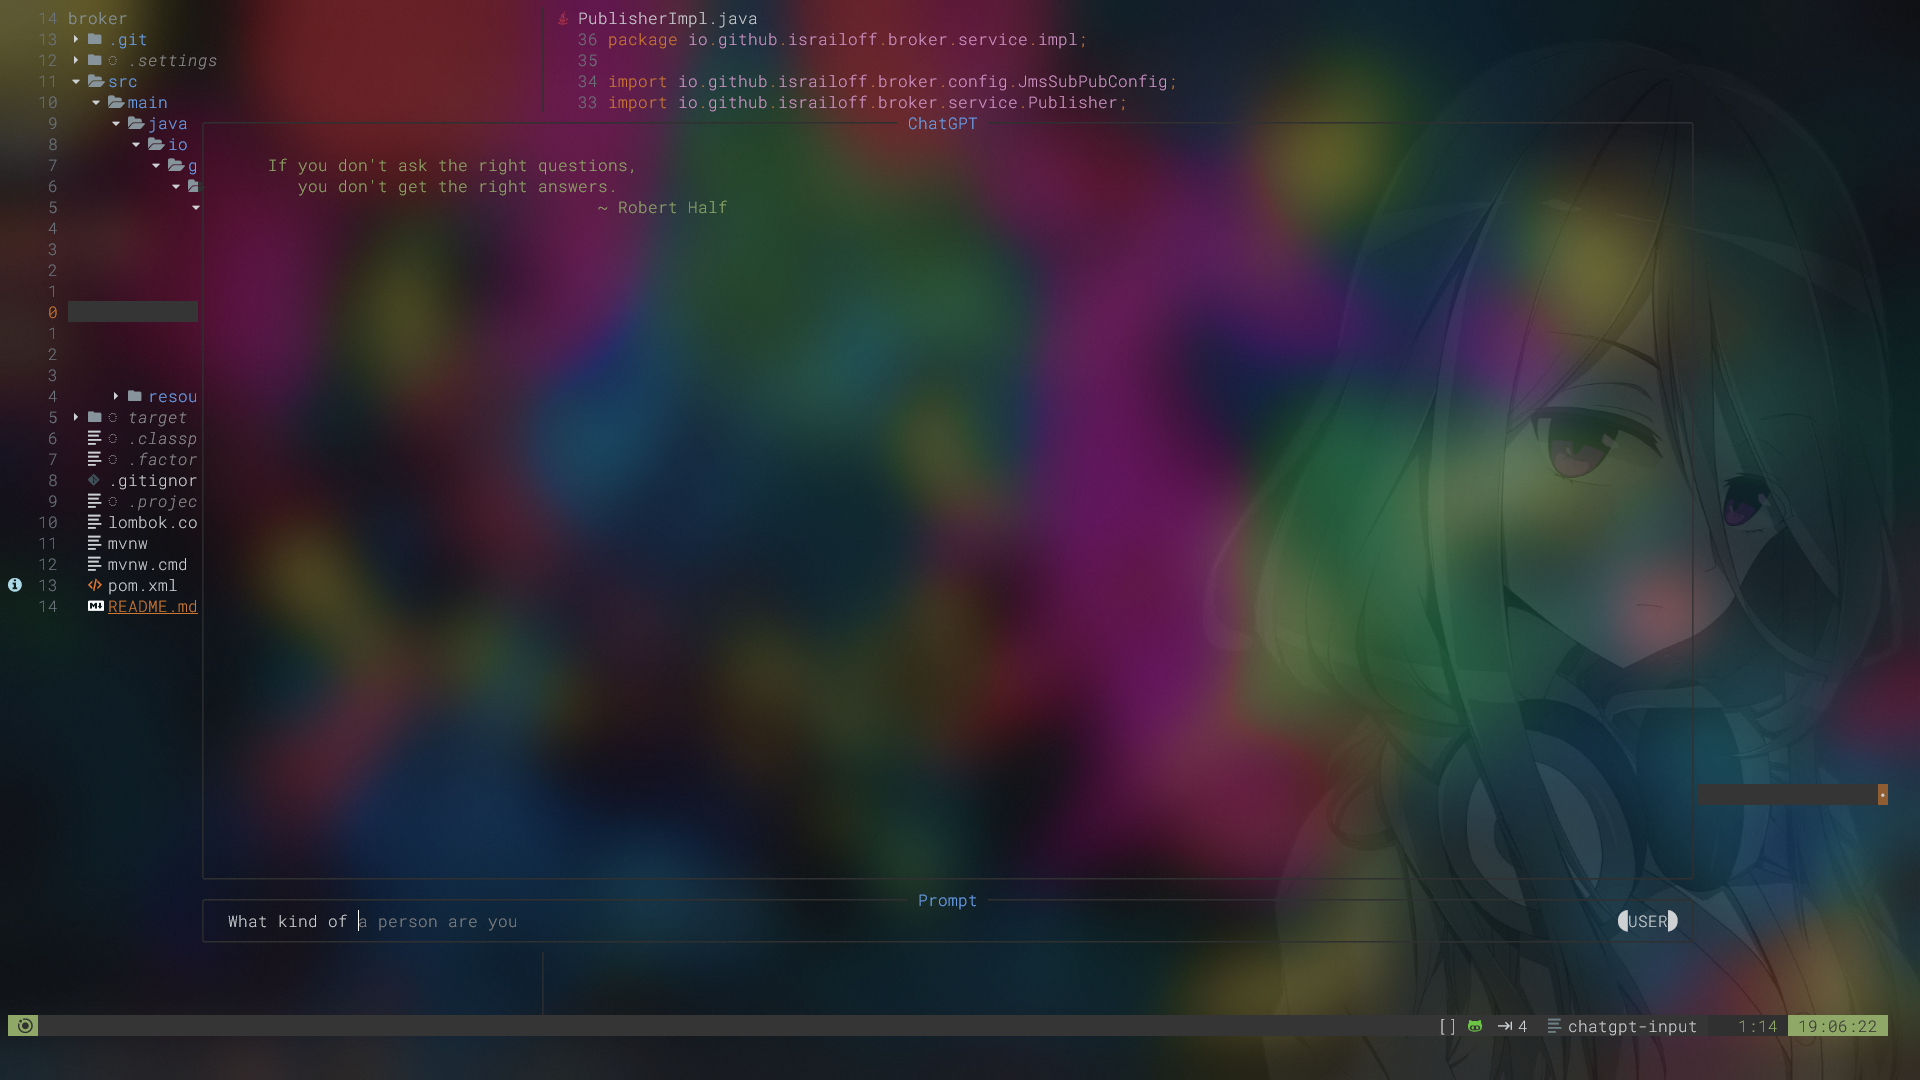 14 broker
13 .git
12 .settings
11 src
10 main
9 java
8 io
7 g
6
5
4
3
2
1
0
1
2
3
4 resou
5 target
6 .classp
7 .factor
8 .gitignor
9 .projec
10 lombok.co
11 mvnw
12 mvnw.cmd
13 pom.xml
14 README.md
PublisherImpl.java
36 package io.github.israiloff.broker.service.impl;
35
34 import io.github.israiloff.broker.config.JmsSubPubConfig;
33 import io.github.israiloff.broker.service.Publisher;
ChatGPT
If you don't ask the right questions,
you don't get the right answers.
~ Robert Half
Prompt
What kind of a person are you
USER
[] 4 chatgpt-input 1:14 19:06:22